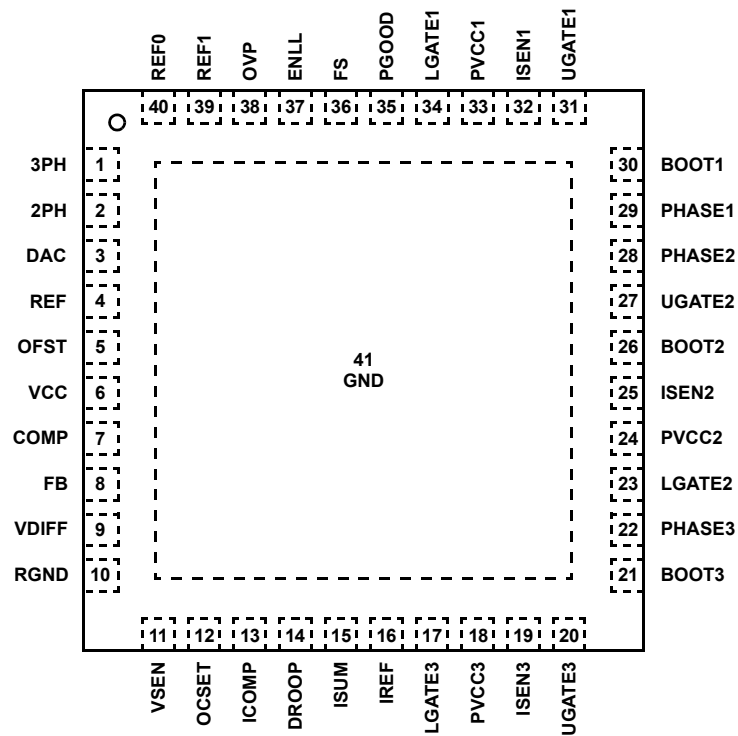 REF0 REF1 OVP ENLL FS PGOOD LGATE1 PVCC1 ISEN1 UGATE1
40 39 38 37 36 35 34 33 32 31
3PH 1 30 BOOT1
2PH 2 29 PHASE1
DAC 3 28 PHASE2
REF 4 27 UGATE2
OFST 5 26 BOOT2
41
GND
VCC 6 25 ISEN2
COMP 7 24 PVCC2
FB 8 23 LGATE2
VDIFF 9 22 PHASE3
RGND 10 21 BOOT3
11 12 13 14 15 16 17 18 19 20
VSEN OCSET ICOMP DROOP ISUM IREF LGATE3 PVCC3 ISEN3 UGATE3